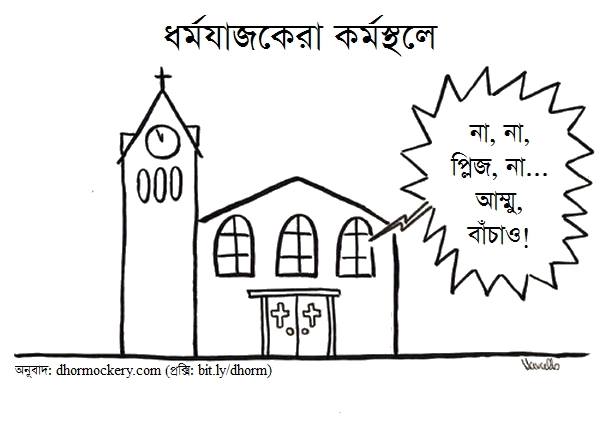 ধর্মযাজকেরা কর্মস্থলে
না, না,
প্লিজ, না...
আম্মু,
বাঁচাও!
অনুবাদ: dhormockery.com (প্রক্সি: bit.ly/dhorm)